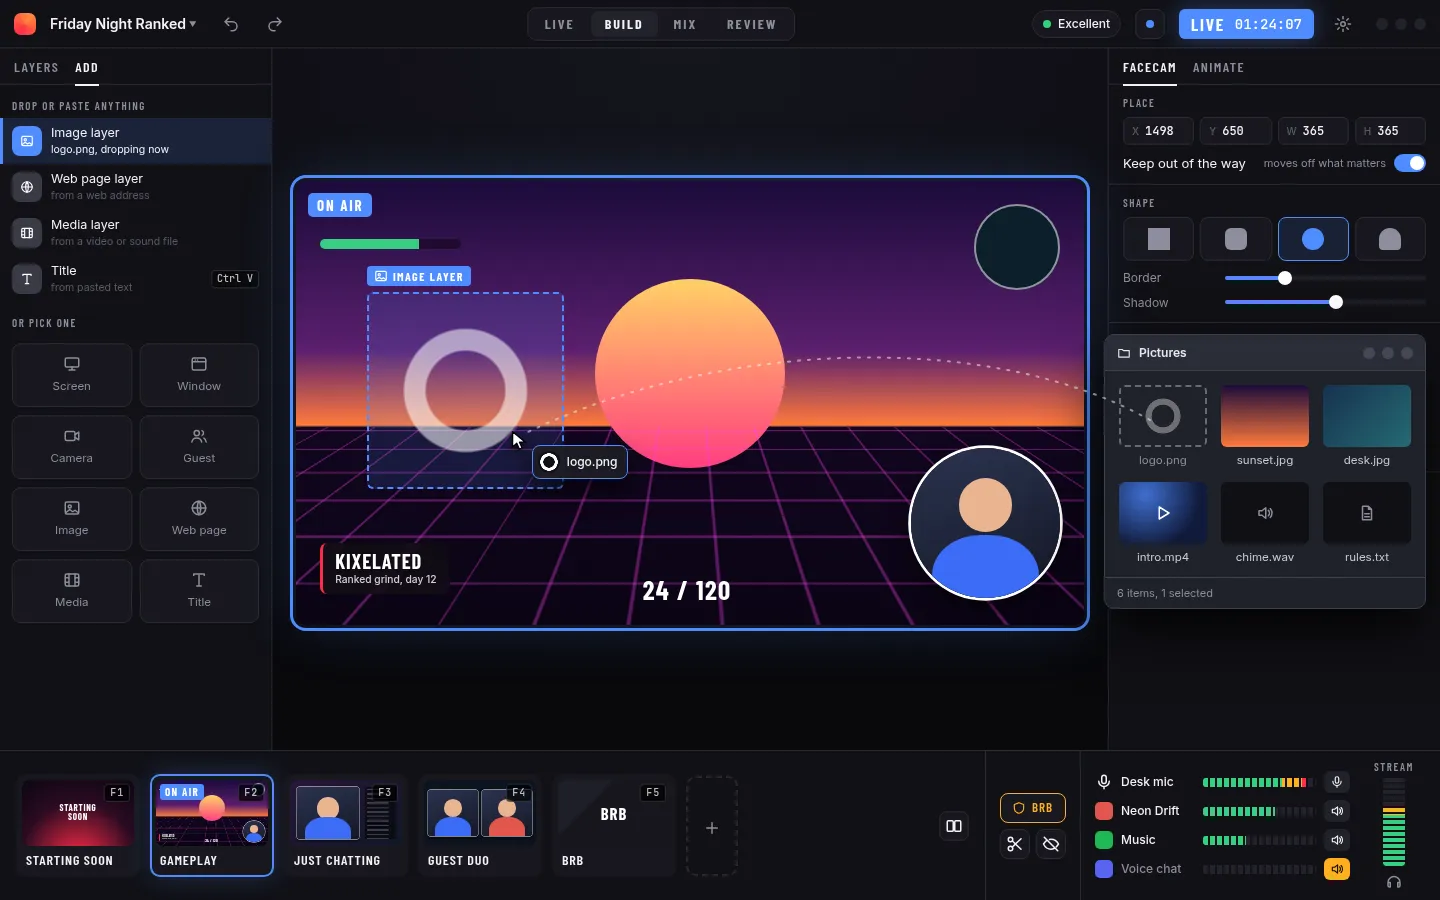 Friday Night Ranked
LIVE
BUILD
MIX
REVIEW
Excellent
LIVE 01:24:07
LAYERS
ADD
DROP OR PASTE ANYTHING
Image layer
logo.png, dropping now
Web page layer
from a web address
Media layer
from a video or sound file
Title
from pasted text
Ctrl V
OR PICK ONE
Screen
Window
Camera
Guest
Image
Web page
Media
Title
ON AIR
IMAGE LAYER
logo.png
KIXELATED
Ranked grind, day 12
24 / 120
FACECAM
ANIMATE
PLACE
X 1498
Y 650
W 365
H 365
Keep out of the way
moves off what matters
SHAPE
Border
Shadow
Pictures
logo.png
sunset.jpg
desk.jpg
intro.mp4
chime.wav
rules.txt
6 items, 1 selected
STARTING SOON
F1
STARTING SOON
ON AIR
F2
KIXELATED
24 / 120
GAMEPLAY
F3
JUST CHATTING
F4
GUEST DUO
F5
BRB
BRB
BRB
Desk mic
Neon Drift
Music
Voice chat
STREAM